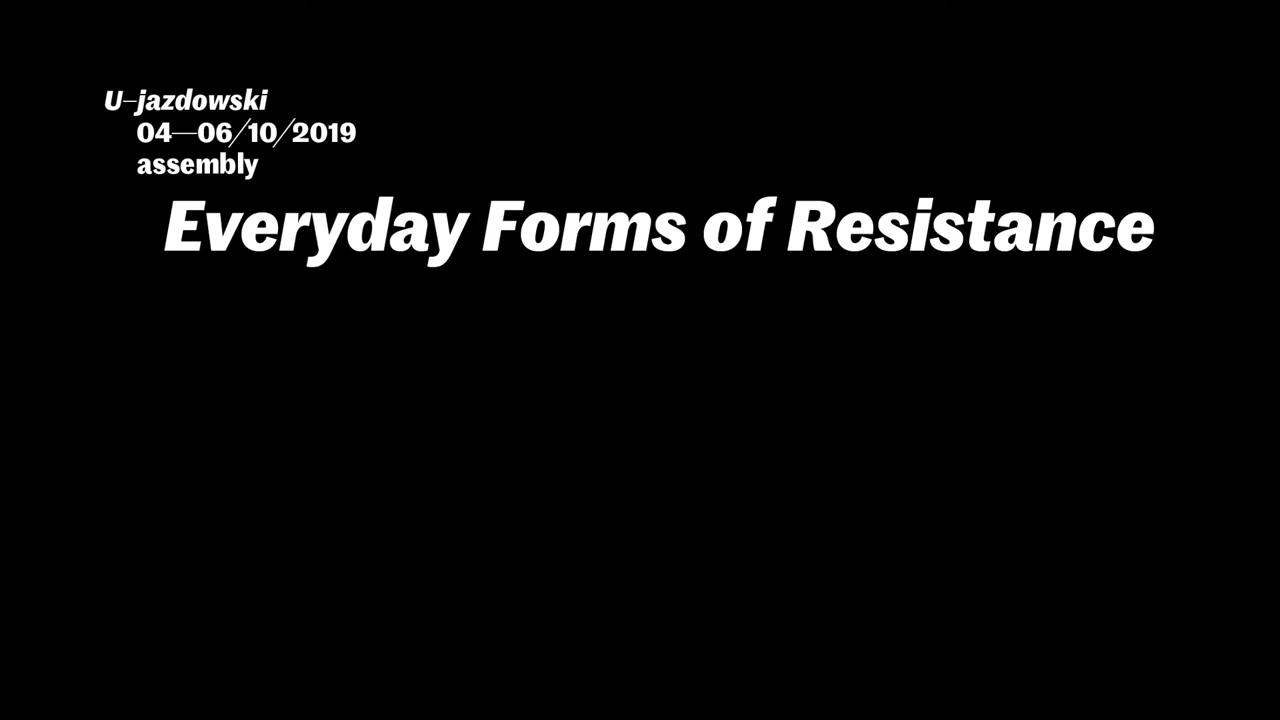 U–jazdowski
04—06/10/2019
assembly
Everyday Forms of Resistance